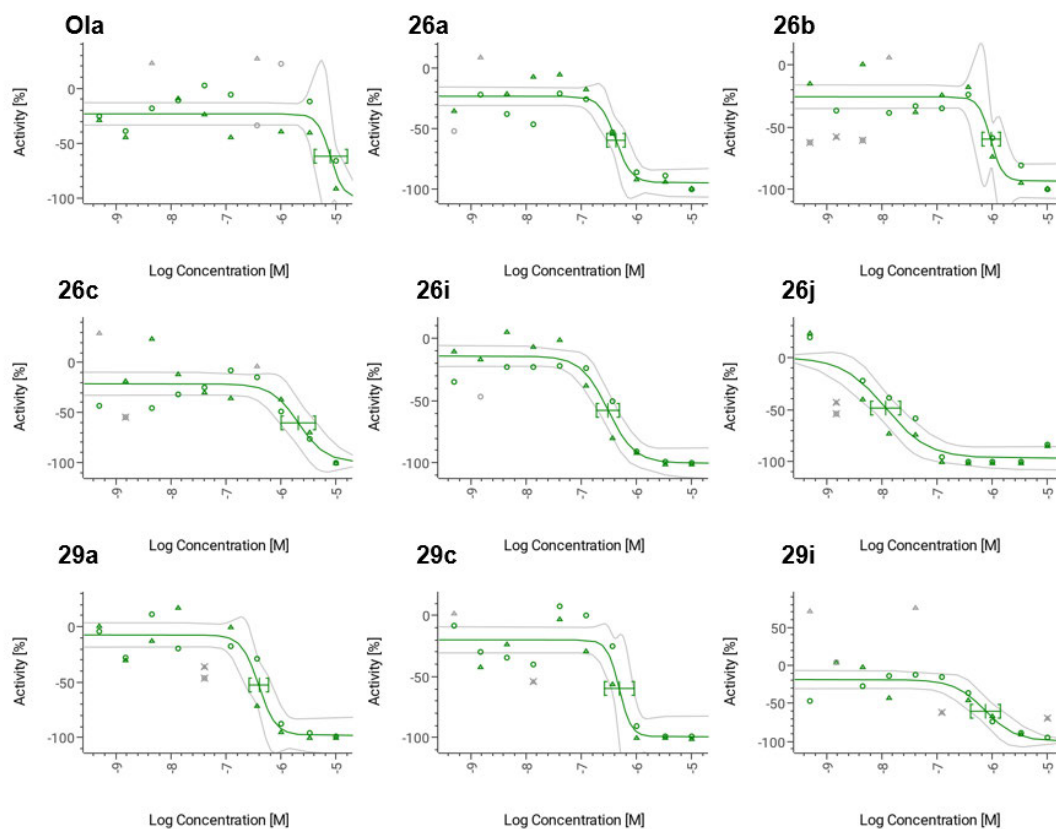 Ola 26a 26b
Activity [%] 0 -50 -100 Activity [%] 0 -50 -100 Activity [%] 0 -50 -100
-9 -8 -7 -6 -5 -9 -8 -7 -6 -5 -9 -8 -7 -6 -5
Log Concentration [M] Log Concentration [M] Log Concentration [M]
26c 26i 26j
Activity [%] 0 -50 -100 Activity [%] 0 -50 -100 Activity [%] 0 -50 -100
-9 -8 -7 -6 -5 -9 -8 -7 -6 -5 -9 -8 -7 -6 -5
Log Concentration [M] Log Concentration [M] Log Concentration [M]
29a 29c 29i
Activity [%] 0 -50 -100 Activity [%] 0 -50 -100 Activity [%] 50 0 -50 -100
-9 -8 -7 -6 -5 -9 -8 -7 -6 -5 -9 -8 -7 -6 -5
Log Concentration [M] Log Concentration [M] Log Concentration [M]